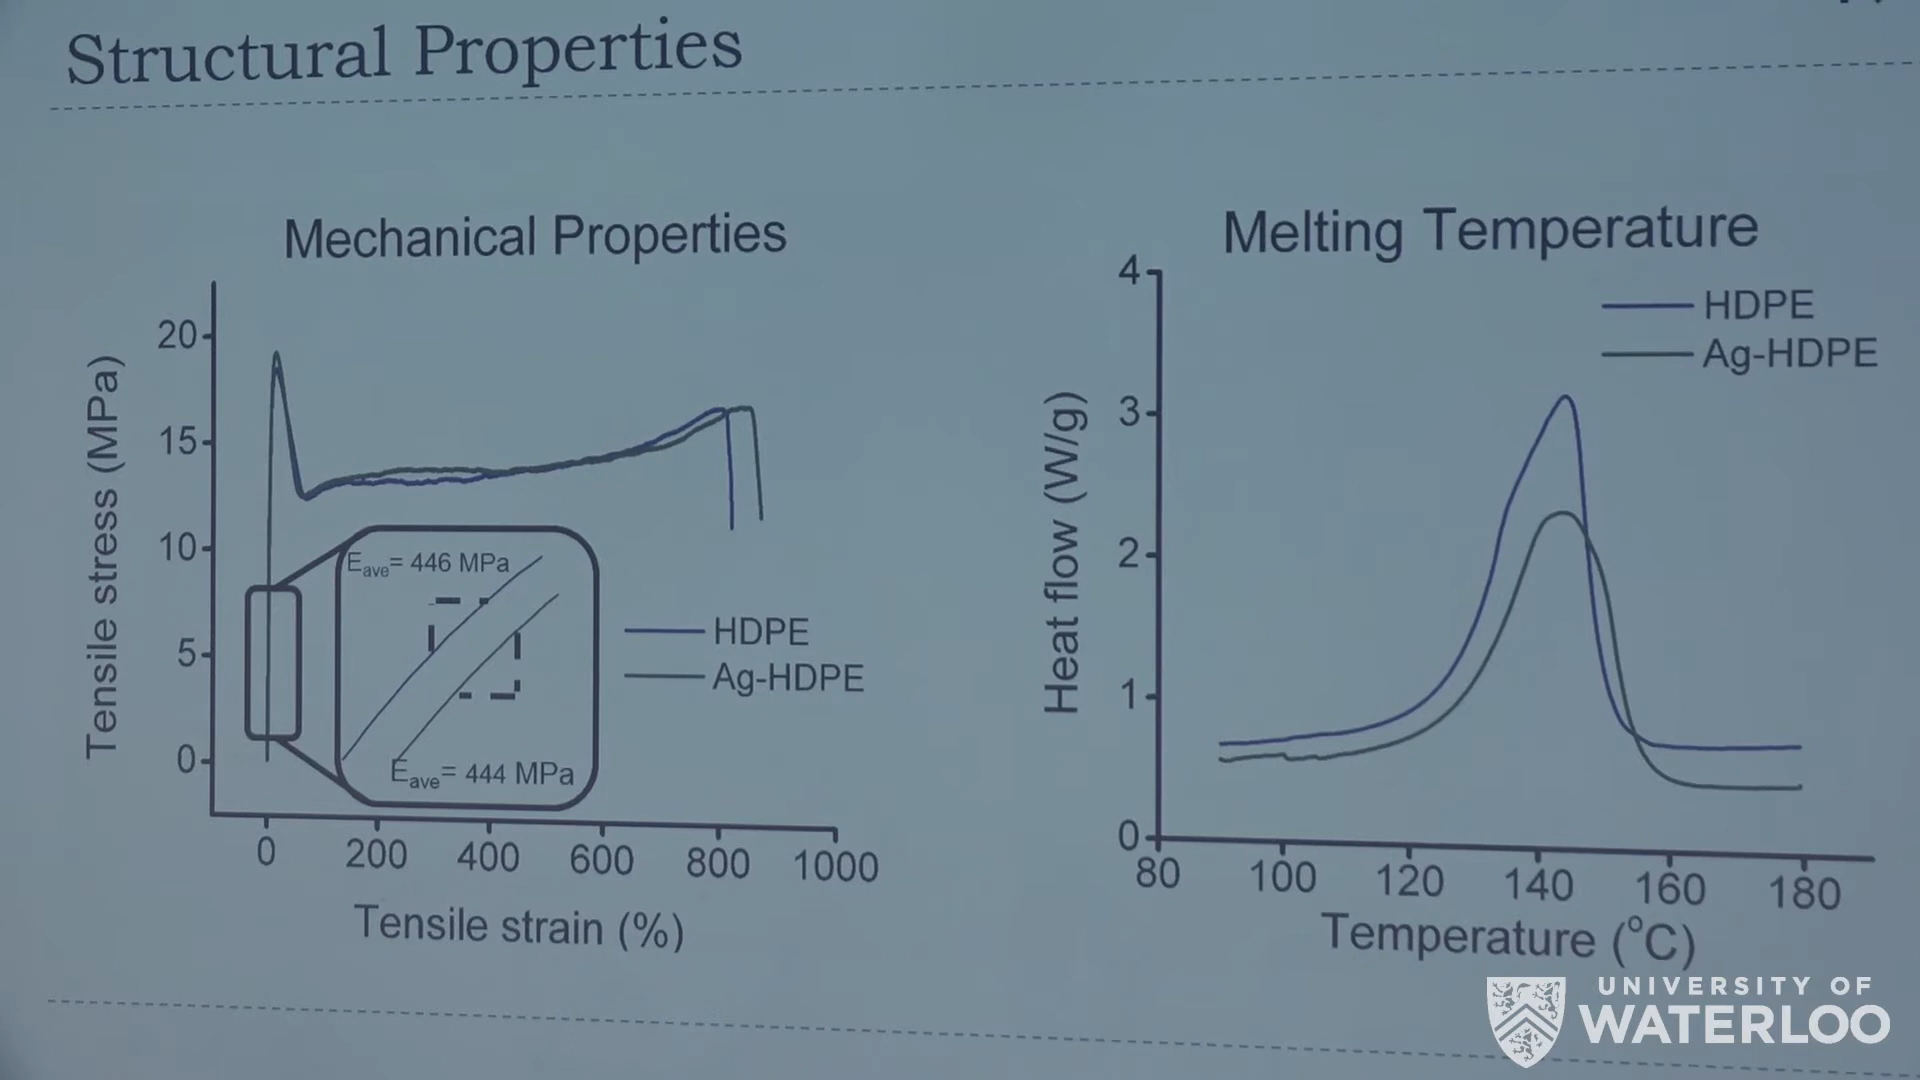 Structural Properties
Mechanical Properties
Tensile stress (MPa)
20
15
10
5
0
Eave= 446 MPa
Eave= 444 MPa
HDPE
Ag-HDPE
0 200 400 600 800 1000
Tensile strain (%)
Melting Temperature
Heat flow (W/g)
4
3
2
1
0
HDPE
Ag-HDPE
80 100 120 140 160 180
Temperature (°C)
UNIVERSITY OF
WATERLOO